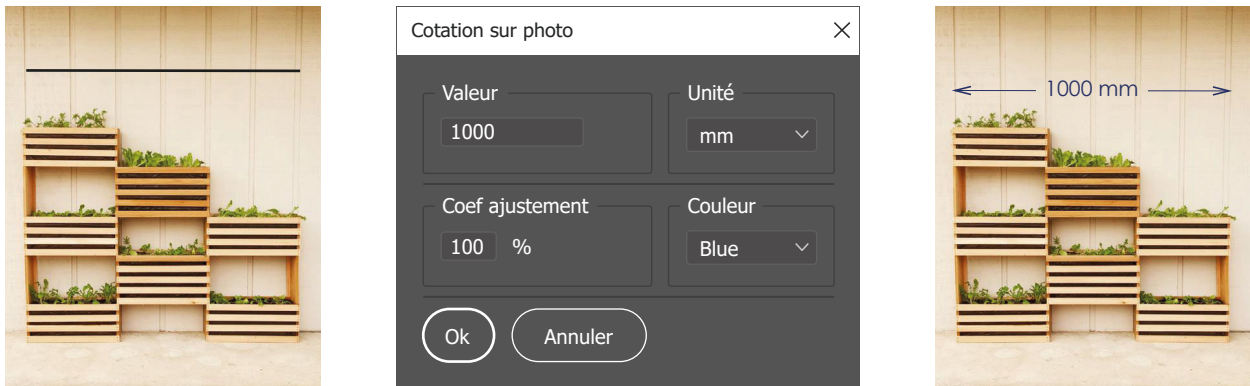 Cotation sur photo
Valeur
Unité
1000
mm
Coef ajustement
Couleur
100 %
Blue
Ok
Annuler
1000 mm